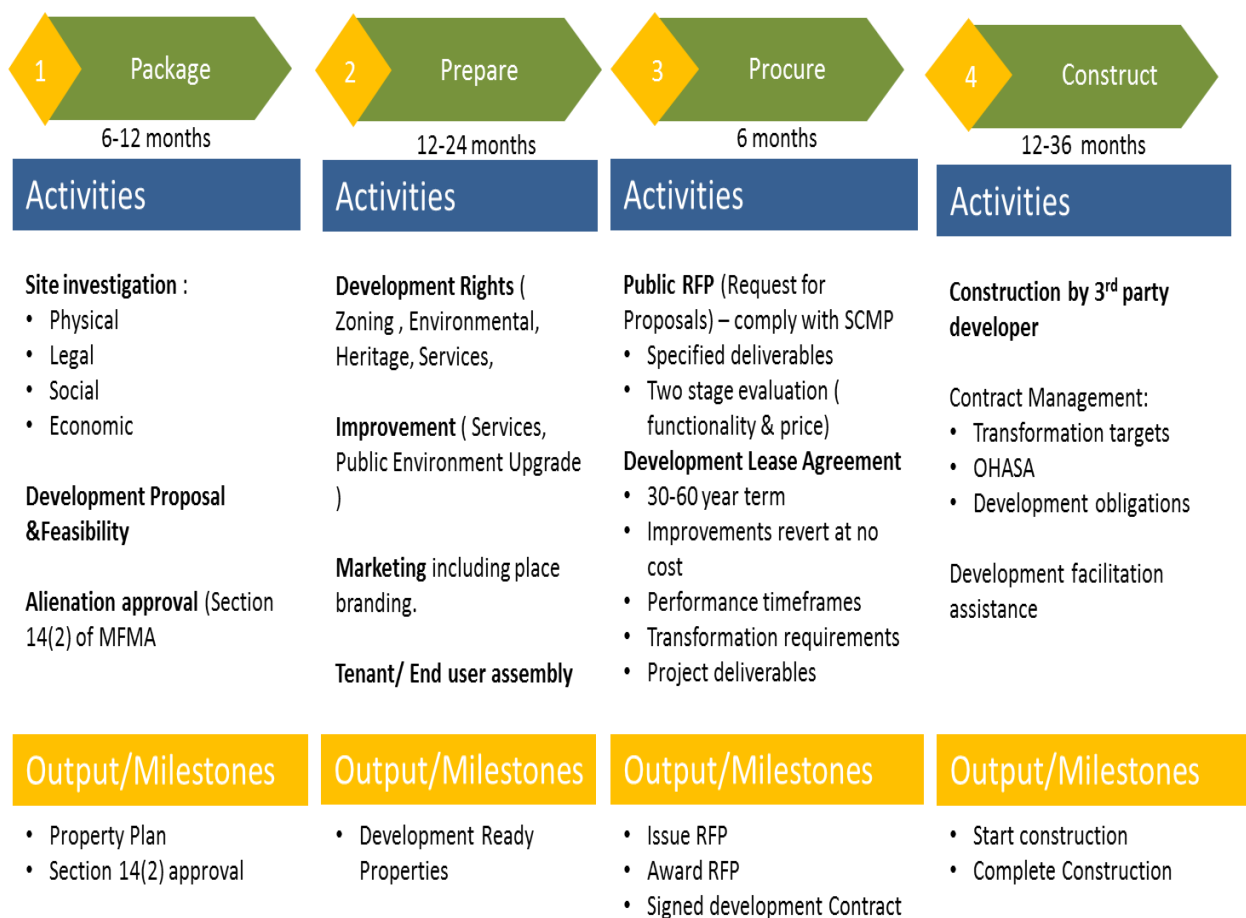 1
Package
6-12 months
Activities
Site investigation :
• Physical
• Legal
• Social
• Economic
Development Proposal
&Feasibility
Alienation approval (Section
14(2) of MFMA
Output/Milestones
• Property Plan
• Section 14(2) approval
2
Prepare
12-24 months
Activities
Development Rights (
Zoning , Environmental,
Heritage, Services,
Improvement ( Services,
Public Environment Upgrade
)
Marketing including place
branding.
Tenant/ End user assembly
Output/Milestones
• Development Ready
Properties
3
Procure
6 months
Activities
Public RFP (Request for
Proposals) – comply with SCMP
• Specified deliverables
• Two stage evaluation (
functionality & price)
Development Lease Agreement
• 30-60 year term
• Improvements revert at no
cost
• Performance timeframes
• Transformation requirements
• Project deliverables
Output/Milestones
• Issue RFP
• Award RFP
• Signed development Contract
4
Construct
12-36 months
Activities
Construction by 3rd party
developer
Contract Management:
• Transformation targets
• OHASA
• Development obligations
Development facilitation
assistance
Output/Milestones
• Start construction
• Complete Construction